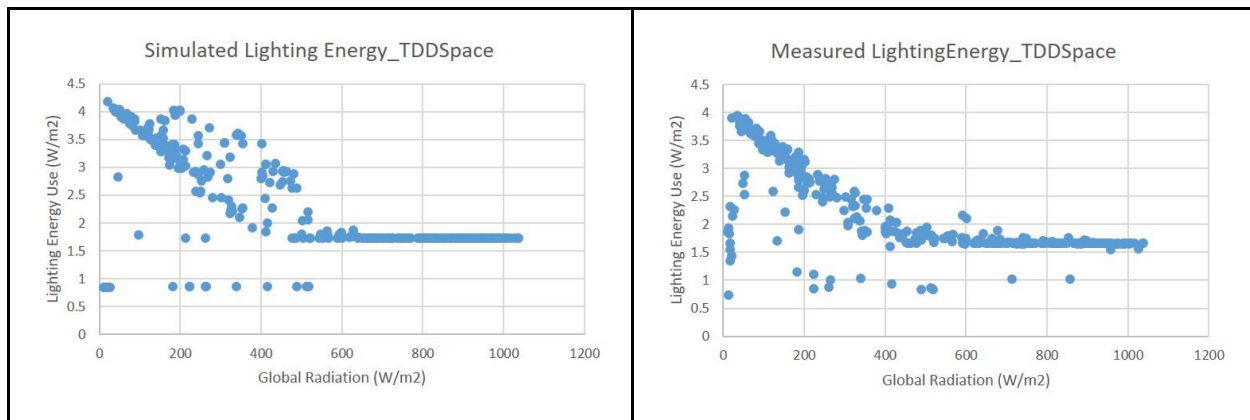 Simulated Lighting Energy_TDDSpace
Lighting Energy Use (W/m2)
4.5
4
3.5
3
2.5
2
1.5
1
0.5
0
0 200 400 600 800 1000 1200
Global Radiation (W/m2)
Measured LightingEnergy_TDDSpace
Lighting Energy Use (W/m2)
4.5
4
3.5
3
2.5
2
1.5
1
0.5
0
0 200 400 600 800 1000 1200
Global Radiation (W/m2)